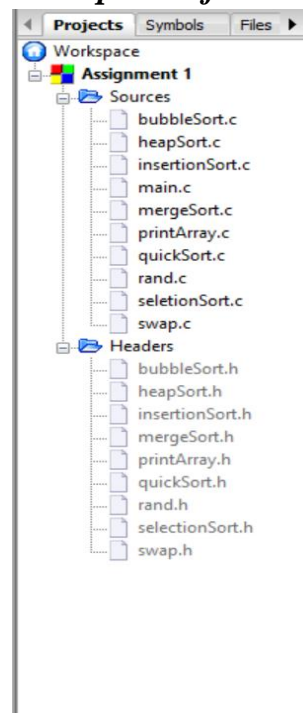 Projects Symbols Files
Workspace
Assignment 1
Sources
bubbleSort.c
heapSort.c
insertionSort.c
main.c
mergeSort.c
printArray.c
quickSort.c
rand.c
seletionSort.c
swap.c
Headers
bubbleSort.h
heapSort.h
insertionSort.h
mergeSort.h
printArray.h
quickSort.h
rand.h
selectionSort.h
swap.h